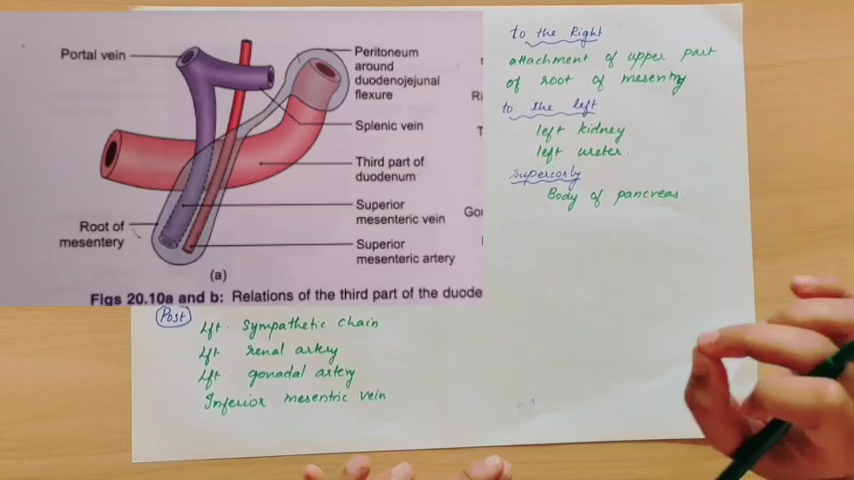 Portal vein
Peritoneum
around
duodenojejunal
flexure
Splenic vein
Third part of
duodenum
Superior
mesenteric vein
Root of
mesentery
Superior
mesenteric artery
(a)
Figs 20.10a and b: Relations of the third part of the duode
to the Right
attachment of upper part
of root of mesentry
to the left
left kidney
left ureter.
Superiorly
Body of pancreas
Post
Lft. sympathetic chain
Lft. renal artery
Lft. gonadal artery
Inferior mesentric vein